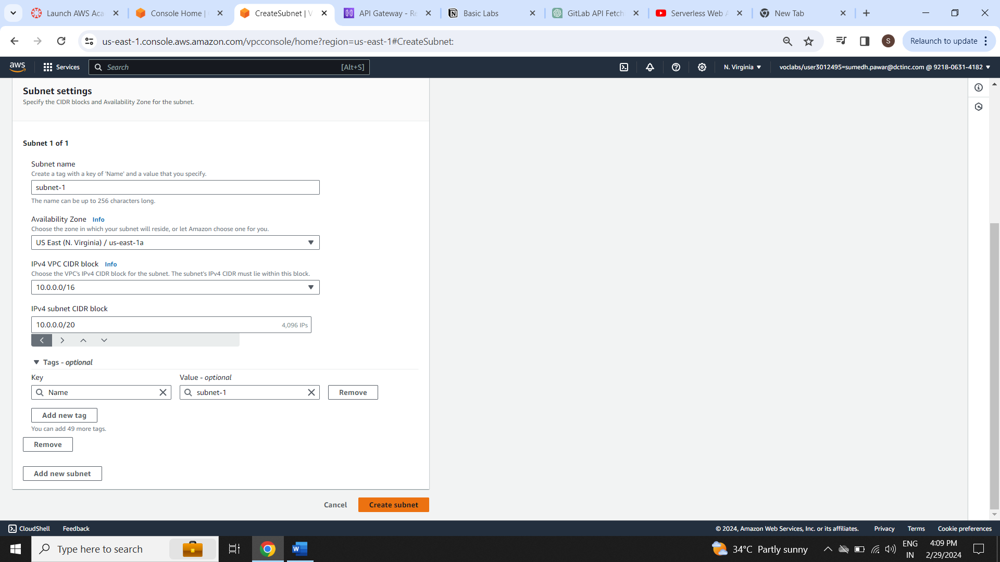 Launch AWS Aca
Console Home |
CreateSubnet | V
API Gateway - Re
Basic Labs
GitLab API Fetch
Serverless Web A
New Tab
us-east-1.console.aws.amazon.com/vpcconsole/home?region=us-east-1#CreateSubnet:
S
Relaunch to update
aws
Services
Search
[Alt+S]
N. Virginia
voclabs/user3012495=sumedh.pawar@dctinc.com @ 9218-0631-4182
Subnet settings
Specify the CIDR blocks and Availability Zone for the subnet.
Subnet 1 of 1
Subnet name
Create a tag with a key of 'Name' and a value that you specify.
subnet-1
The name can be up to 256 characters long.
Availability Zone Info
Choose the zone in which your subnet will reside, or let Amazon choose one for you.
US East (N. Virginia) / us-east-1a
IPv4 VPC CIDR block Info
Choose the VPC's IPv4 CIDR block for the subnet. The subnet's IPv4 CIDR must lie within this block.
10.0.0.0/16
IPv4 subnet CIDR block
10.0.0.0/20
4,096 IPs
Tags - optional
Key
Value - optional
Name
subnet-1
Remove
Add new tag
You can add 49 more tags.
Remove
Add new subnet
Cancel
Create subnet
CloudShell
Feedback
© 2024, Amazon Web Services, Inc. or its affiliates.
Privacy
Terms
Cookie preferences
Type here to search
W
34°C Partly sunny
ENG
IN
4:09 PM
2/29/2024